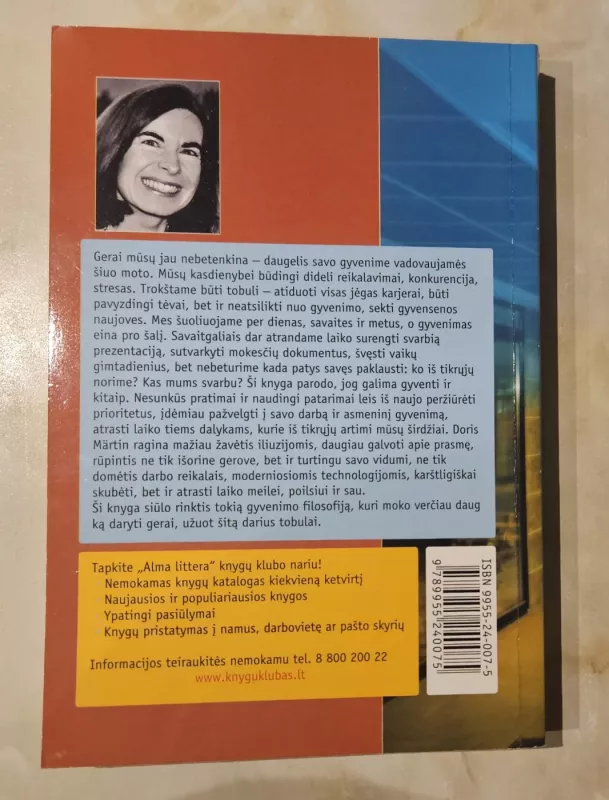 Gerai mūsų jau nebetenkina – daugelis savo gyvenime vadovaujamės
šiuo moto. Mūsų kasdienybei būdingi dideli reikalavimai, konkurencija,
stresas. Trokštame būti tobuli – atiduoti visas jėgas karjerai, būti
pavyzdingi tėvai, bet ir neatsilikti nuo gyvenimo, sekti gyvensenos
naujoves. Mes šuoliuojame per dienas, savaites ir metus, o gyvenimas
eina pro šalį. Savaitgaliais dar atrandame laiko surengti svarbią
prezentaciją, sutvarkyti mokesčių dokumentus, švęsti vaikų
gimtadienius, bet nebeturime kada patys savęs paklausti: ko iš tikrųjų
norime? Kas mums svarbu? Ši knyga parodo, jog galima gyventi ir
kitaip. Nesunkūs pratimai ir naudingi patarimai leis iš naujo peržiūrėti
prioritetus, įdėmiau pažvelgti į savo darbą ir asmeninį gyvenimą,
atrasti laiko tiems dalykams, kurie iš tikrųjų artimi mūsų širdžiai. Doris
Märtin ragina mažiau žavėtis iliuzijomis, daugiau galvoti apie prasmę,
rūpintis ne tik išorine gerove, bet ir turtingu savo vidumi, ne tik
domėtis darbo reikalais, moderniosiomis technologijomis, karštligiškai
skubėti, bet ir atrasti laiko meilei, poilsiui ir sau.
Ši knyga siūlo rinktis tokią gyvenimo filosofiją, kuri moko verčiau daug
ką daryti gerai, užuot šitą darius tobulai.
Tapkite „Alma littera“ knygų klubo nariu!
Nemokamas knygų katalogas kiekvieną ketvirtį
Naujausios ir populiariausios knygos
Ypatingi pasiūlymai
Knygų pristatymas į namus, darbovietę ar pašto skyrių
Informacijos teiraukitės nemokamu tel. 8 800 200 22
www.knyguklubas.lt
ISBN 9955-24-007-5
9 789955 240075